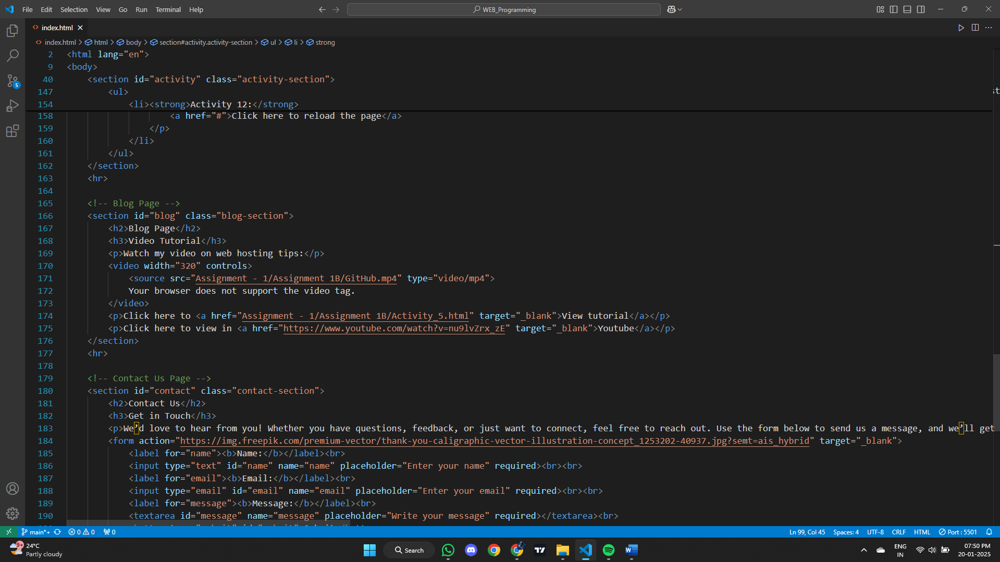 File Edit Selection View Go Run Terminal Help
WEB_Programming
<> index.html
<> index.html > html > body > section#activity.activity-section > ul > li > strong
2 <html lang="en">
9 <body>
40 <section id="activity" class="activity-section">
147 <ul>
154 <li><strong>Activity 12:</strong>
158 <a href="#">Click here to reload the page</a>
159 </p>
160 </li>
161 </ul>
162 </section>
163 <hr>
164
165 <!-- Blog Page -->
166 <section id="blog" class="blog-section">
167 <h2>Blog Page</h2>
168 <h3>Video Tutorial</h3>
169 <p>Watch my video on web hosting tips:</p>
170 <video width="320" controls>
171 <source src="Assignment - 1/Assignment 1B/GitHub.mp4" type="video/mp4">
172 Your browser does not support the video tag.
173 </video>
174 <p>Click here to <a href="Assignment - 1/Assignment 1B/Activity_5.html" target="_blank">View tutorial</a></p>
175 <p>Click here to view in <a href="https://www.youtube.com/watch?v=nu9lvZrx_zE" target="_blank">Youtube</a></p>
176 </section>
177 <hr>
178
179 <!-- Contact Us Page -->
180 <section id="contact" class="contact-section">
181 <h2>Contact Us</h2>
182 <h3>Get in Touch</h3>
183 <p>We’d love to hear from you! Whether you have questions, feedback, or just want to connect, feel free to reach out. Use the form below to send us a message, and we’ll get
184 <form action="https://img.freepik.com/premium-vector/thank-you-caligraphic-vector-illustration-concept_1253202-40937.jpg?semt=ais_hybrid" target="_blank">
185 <label for="name"><b>Name:</b></label><br>
186 <input type="text" id="name" name="name" placeholder="Enter your name" required><br><br>
187 <label for="email"><b>Email:</b></label><br>
188 <input type="email" id="email" name="email" placeholder="Enter your email" required><br><br>
189 <label for="message"><b>Message:</b></label><br>
190 <textarea id="message" name="message" placeholder="Write your message" required></textarea><br>
5
main*+ 0 0 0 Ln 99, Col 45 Spaces: 4 UTF-8 CRLF HTML Port : 5501
9+ 24°C
Partly cloudy
Search
ENG
IN
07:50 PM
20-01-2025